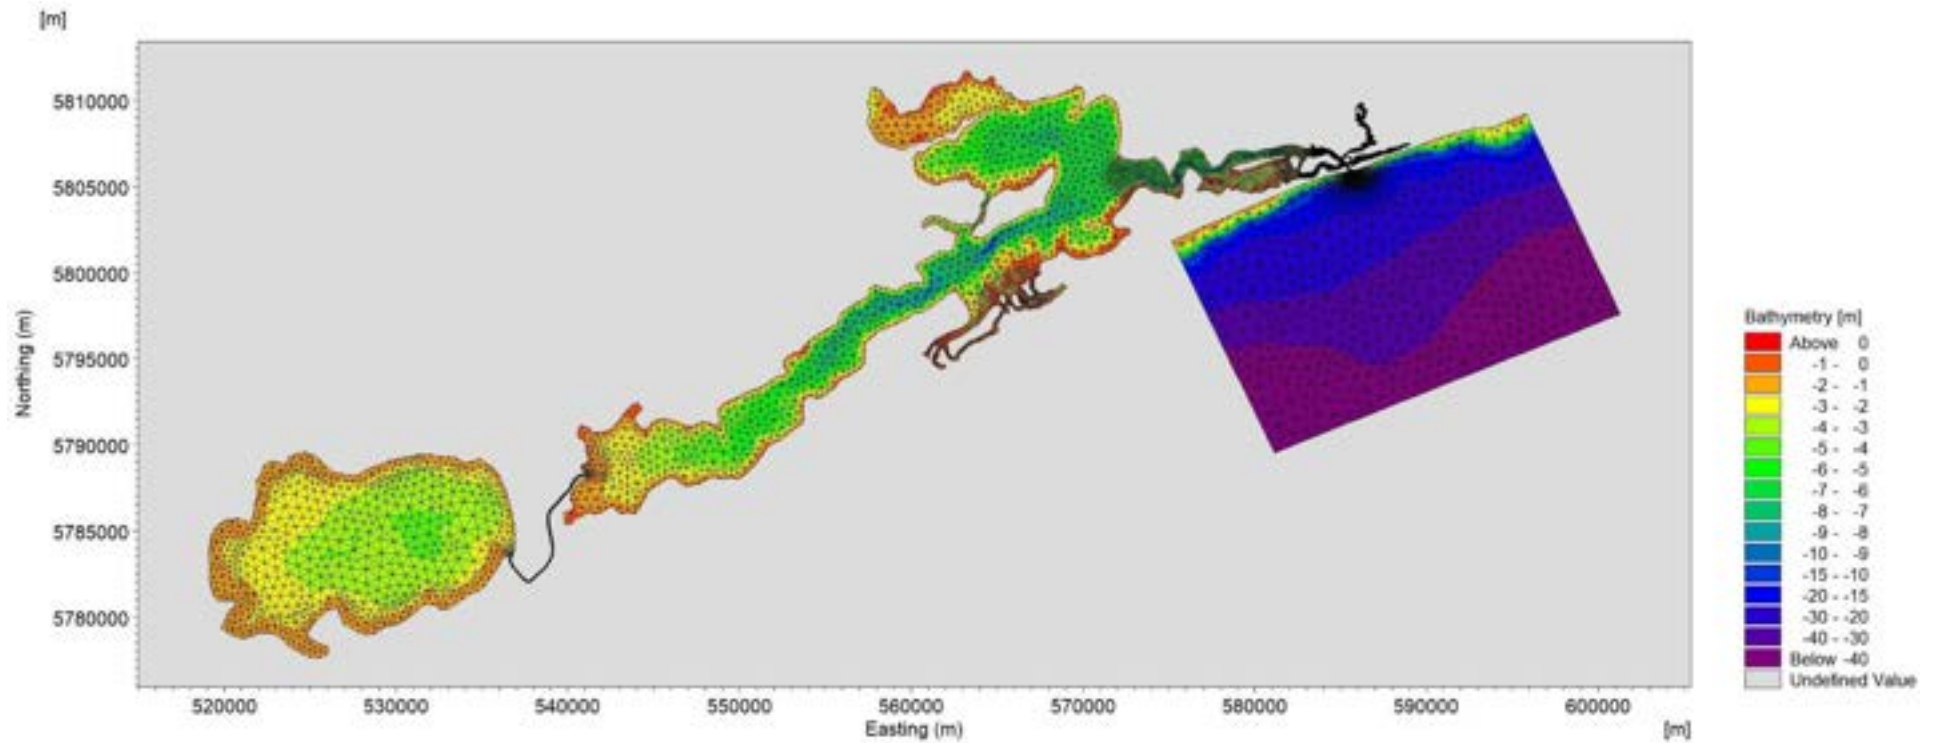 [m]
5810000
5805000
5800000
5795000
5790000
5785000
5780000
Northing (m)
520000 530000 540000 550000 560000 570000 580000 590000 600000
Easting (m) [m]
Bathymetry [m]
Above 0
-1 - 0
-2 - -1
-3 - -2
-4 - -3
-5 - -4
-6 - -5
-7 - -6
-8 - -7
-9 - -8
-10 - -9
-15 - -10
-20 - -15
-30 - -20
-40 - -30
Below -40
Undefined Value